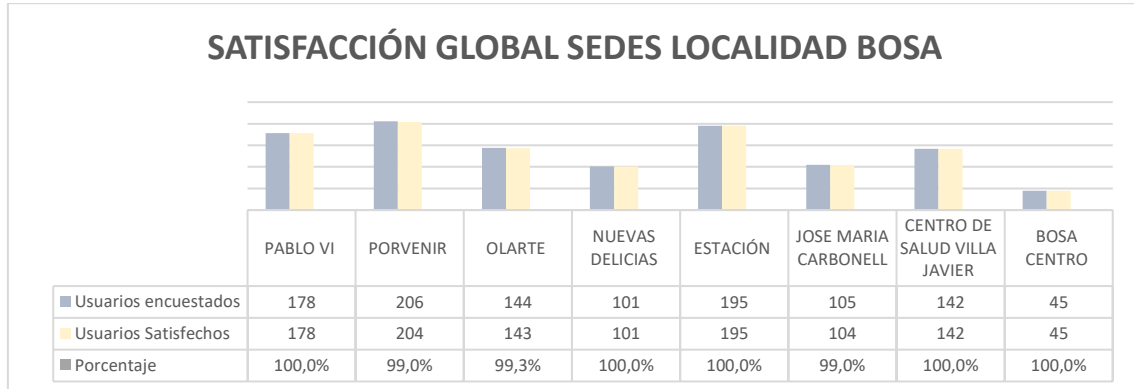 SATISFACCIÓN GLOBAL SEDES LOCALIDAD BOSA
PABLO VI PORVENIR OLARTE NUEVAS DELICIAS ESTACIÓN JOSE MARIA CARBONELL CENTRO DE SALUD VILLA JAVIER BOSA CENTRO
Usuarios encuestados 178 206 144 101 195 105 142 45
Usuarios Satisfechos 178 204 143 101 195 104 142 45
Porcentaje 100,0% 99,0% 99,3% 100,0% 100,0% 99,0% 100,0% 100,0%